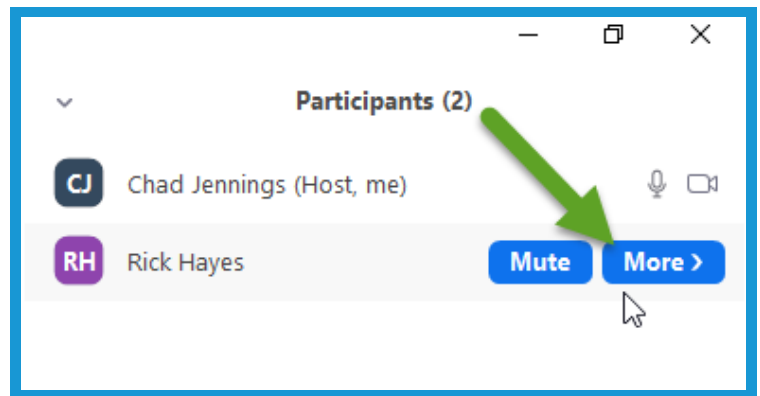 Participants (2)
CJ Chad Jennings (Host, me)
RH Rick Hayes Mute More >